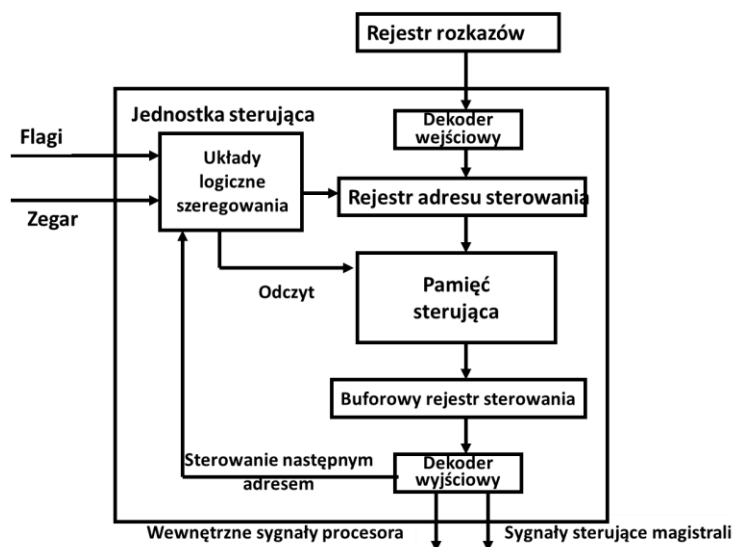 Rejestr rozkazów
Jednostka sterująca
Dekoder
wejściowy
Flagi
Układy
logiczne
szeregowania
Rejestr adresu sterowania
Zegar
Odczyt
Pamięć
sterująca
Buforowy rejestr sterowania
Sterowanie następnym
adresem
Dekoder
wyjściowy
Wewnętrzne sygnały procesora
Sygnały sterujące magistrali